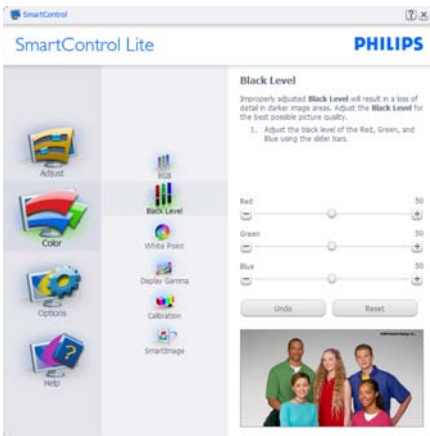 SmartControl
SmartControl Lite
PHILIPS
Adjust
Color
Options
Help
RGB
Black Level
White Point
Display Gamma
Calibration
SmartImage
Black Level
Improperly adjusted Black Level will result in a loss of
detail in darker image areas. Adjust the Black Level for
the best possible picture quality.
1. Adjust the black level of the Red, Green, and
Blue using the slider bars.
Red 50
Green 50
Blue 50
Undo
Reset